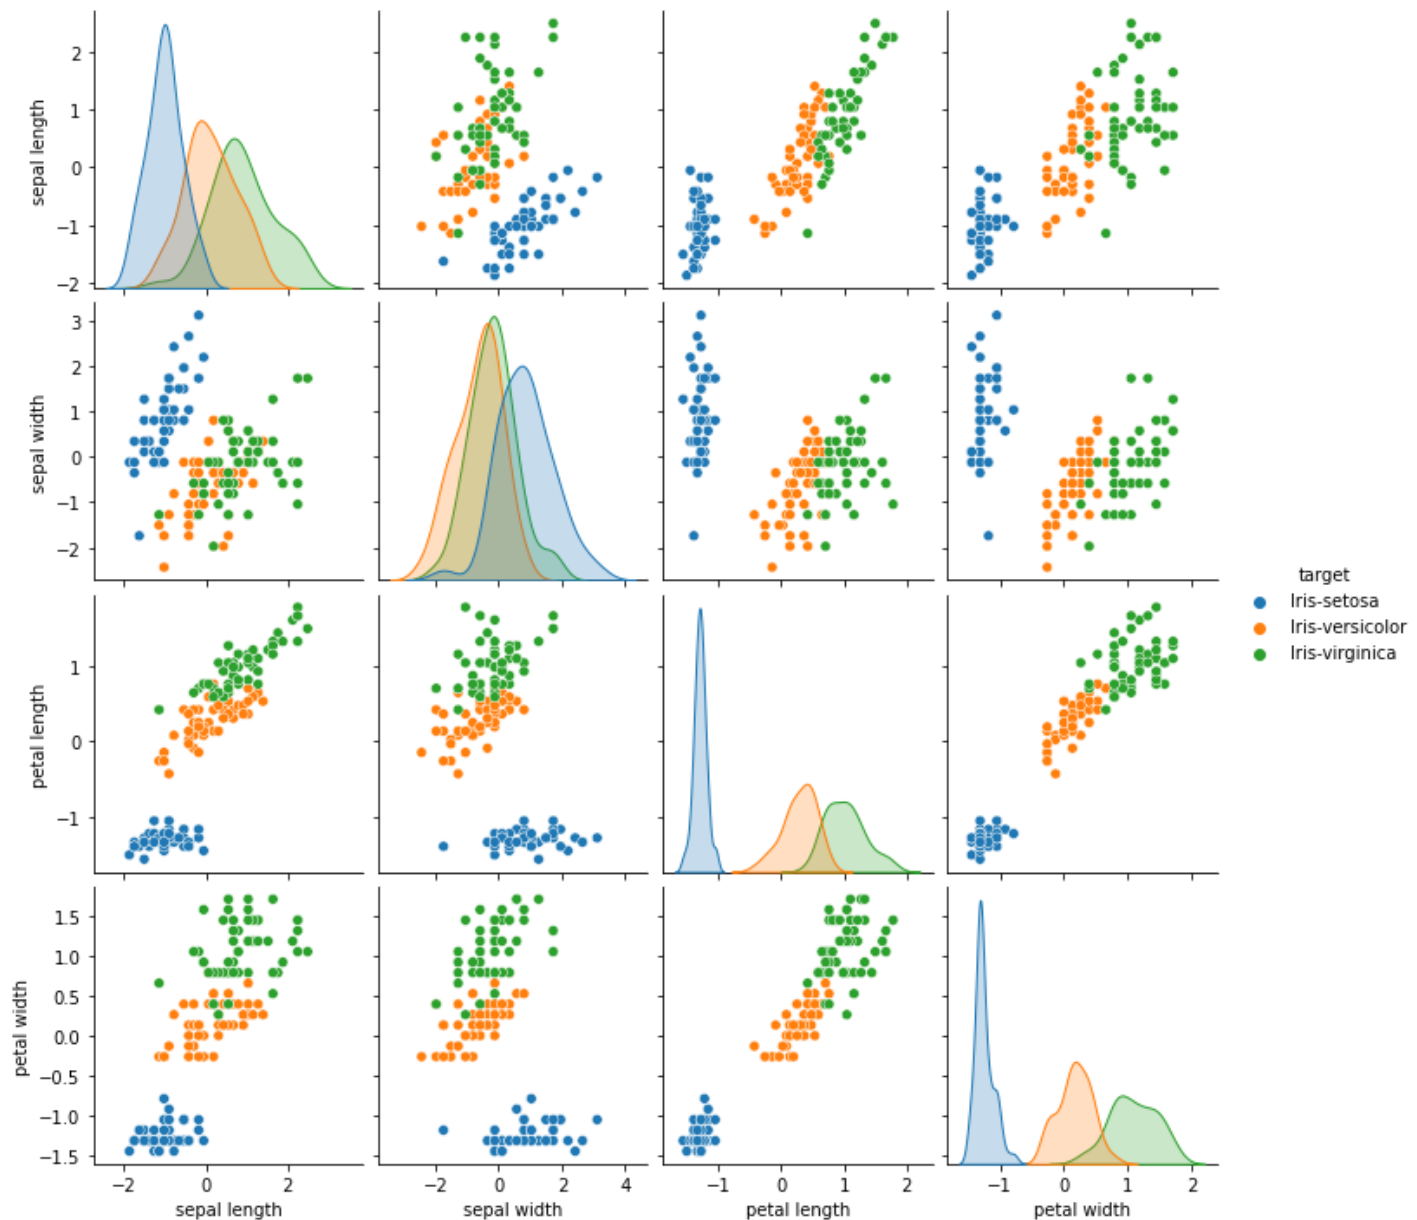 sepal length
2
1
0
−1
−2
sepal width
3
2
1
0
−1
−2
target
Iris-setosa
Iris-versicolor
Iris-virginica
petal length
1
0
−1
petal width
1.5
1.0
0.5
0.0
−0.5
−1.0
−1.5
−2 0 2
−2 0 2 4
−1 0 1 2
−1 0 1 2
sepal length
sepal width
petal length
petal width